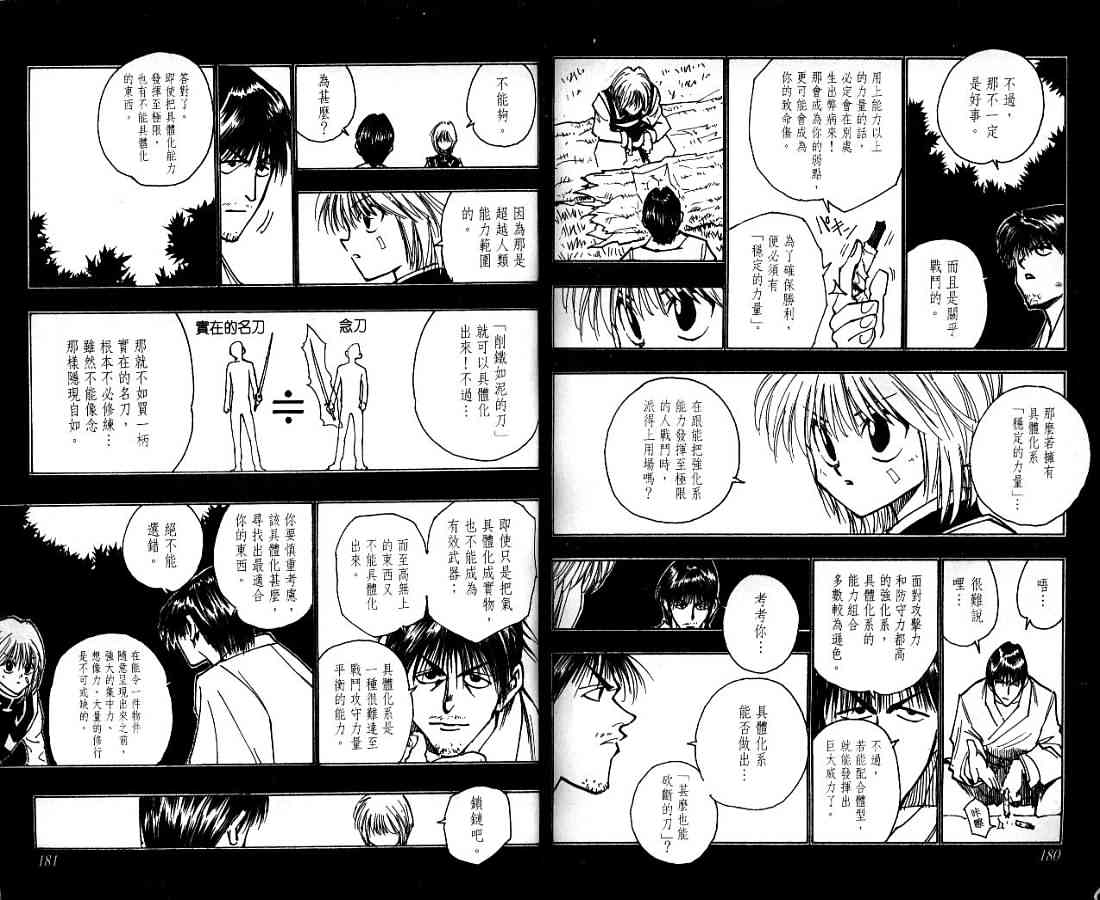 不過，
那不一定
是好事。
而且是關乎
戰鬥的。
用上能力以上
的力量的話，
必定會在別處
生出弊病來！
那會成為你的弱點，
更可能會成為
你的致命傷。
パキン
為了確保勝利，
便必須有
「穩定的力量」。
那麼若擁有
具體化系
「穩定的力量」…
在跟能把強化系
能力發揮至極限
的人戰鬥時，
派得上用場嗎？
唔…
很難說
哩…
咔嚓
面對攻擊力
和防守力都高
的強化系，
具體化系的
能力組合
多數較為遜色。
不過，
若能配合體型，
就能發揮出
巨大威力了。
考考你…
具體化系
能否做出…
「甚麼也能
砍斷的刀」？
180
不能夠。
為甚麼？
因為那是
超越人類
能力範圍
的。
答對了。
即使把具體化能力
發揮至極限，
也有不能具體化
的東西。
「削鐵如泥的刀」
就可以具體化
出來！不過…
念刀
≒
實在的名刀
那就不如買一柄
實在的名刀，
根本不必修練…
雖然不能像念
那樣隱現自如。
即使只是把氣
具體化成實物，
也不能成為
有效武器；
而至高無上
的東西又
不能具體化
出來。
具體化系是
一種很難達至
戰鬥攻守力量
平衡的能力。
你要慎重考慮，
該具體化甚麼，
尋找出最適合
你的東西。
絕不能
選錯。
在能令一件物件
隨意呈現出來之前，
強大的集中力、
想像力、大量的修行
是不可或缺的。
鎖鏈吧。
181